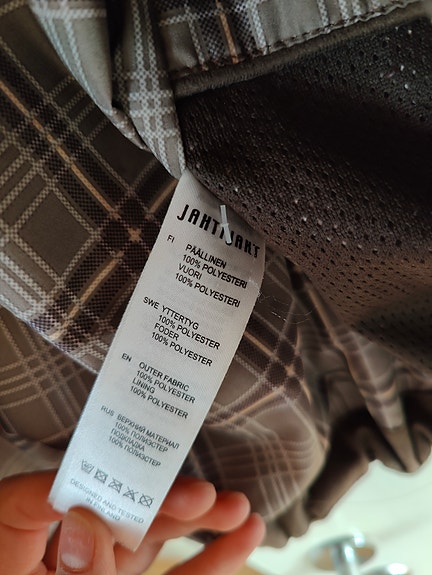 JAHTIJAKT
FI PÄÄLLINEN
100% POLYESTERI
VUORI
100% POLYESTERI
SWE YTTERTYG
100% POLYESTER
FODER
100% POLYESTER
EN OUTER FABRIC
100% POLYESTER
LINING
100% POLYESTER
RUS ВЕРХНИЙ МАТЕРИАЛ
100% ПОЛИЭСТЕР
ПОДКЛАДКА
100% ПОЛИЭСТЕР
DESIGNED AND TESTED
IN FINLAND